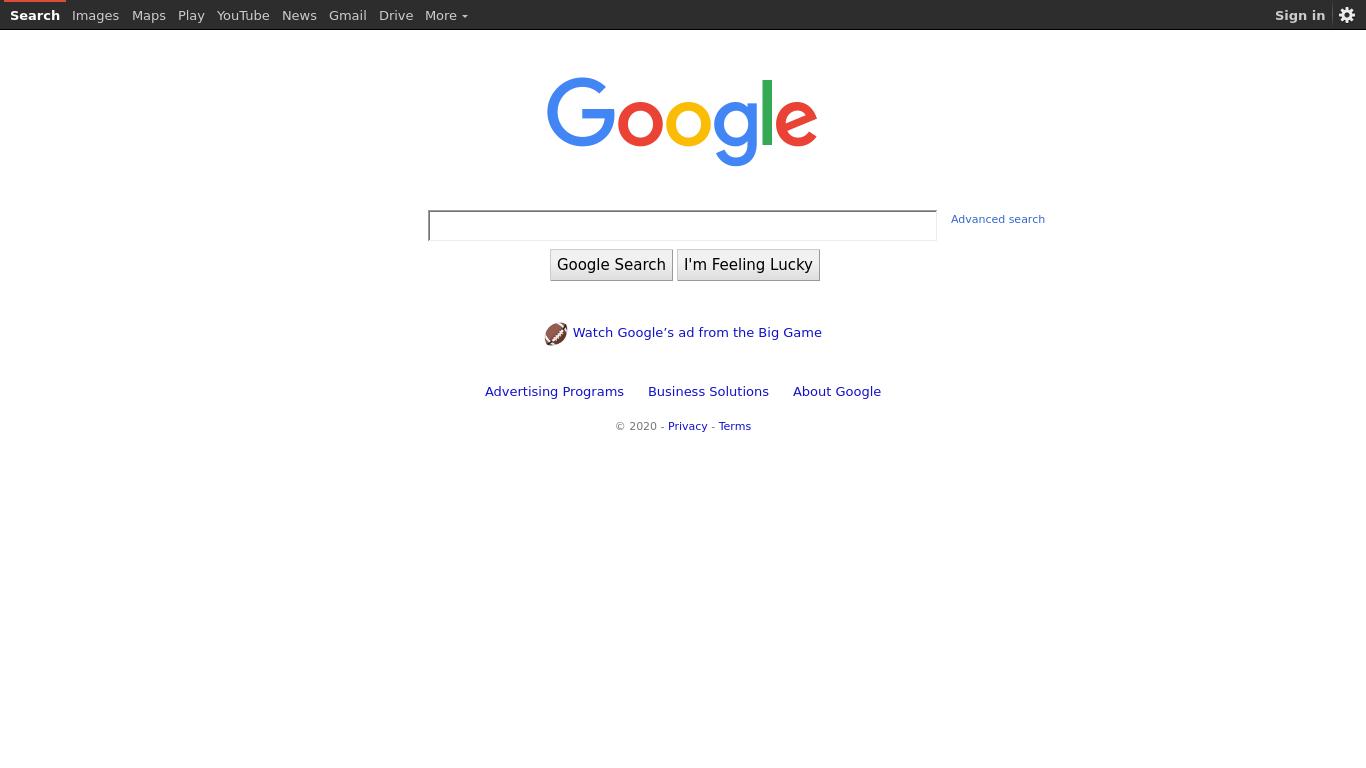 Search Images Maps Play YouTube News Gmail Drive More Sign in
Google
Advanced search
Google Search I'm Feeling Lucky
Watch Google’s ad from the Big Game
Advertising Programs Business Solutions About Google
© 2020 - Privacy - Terms